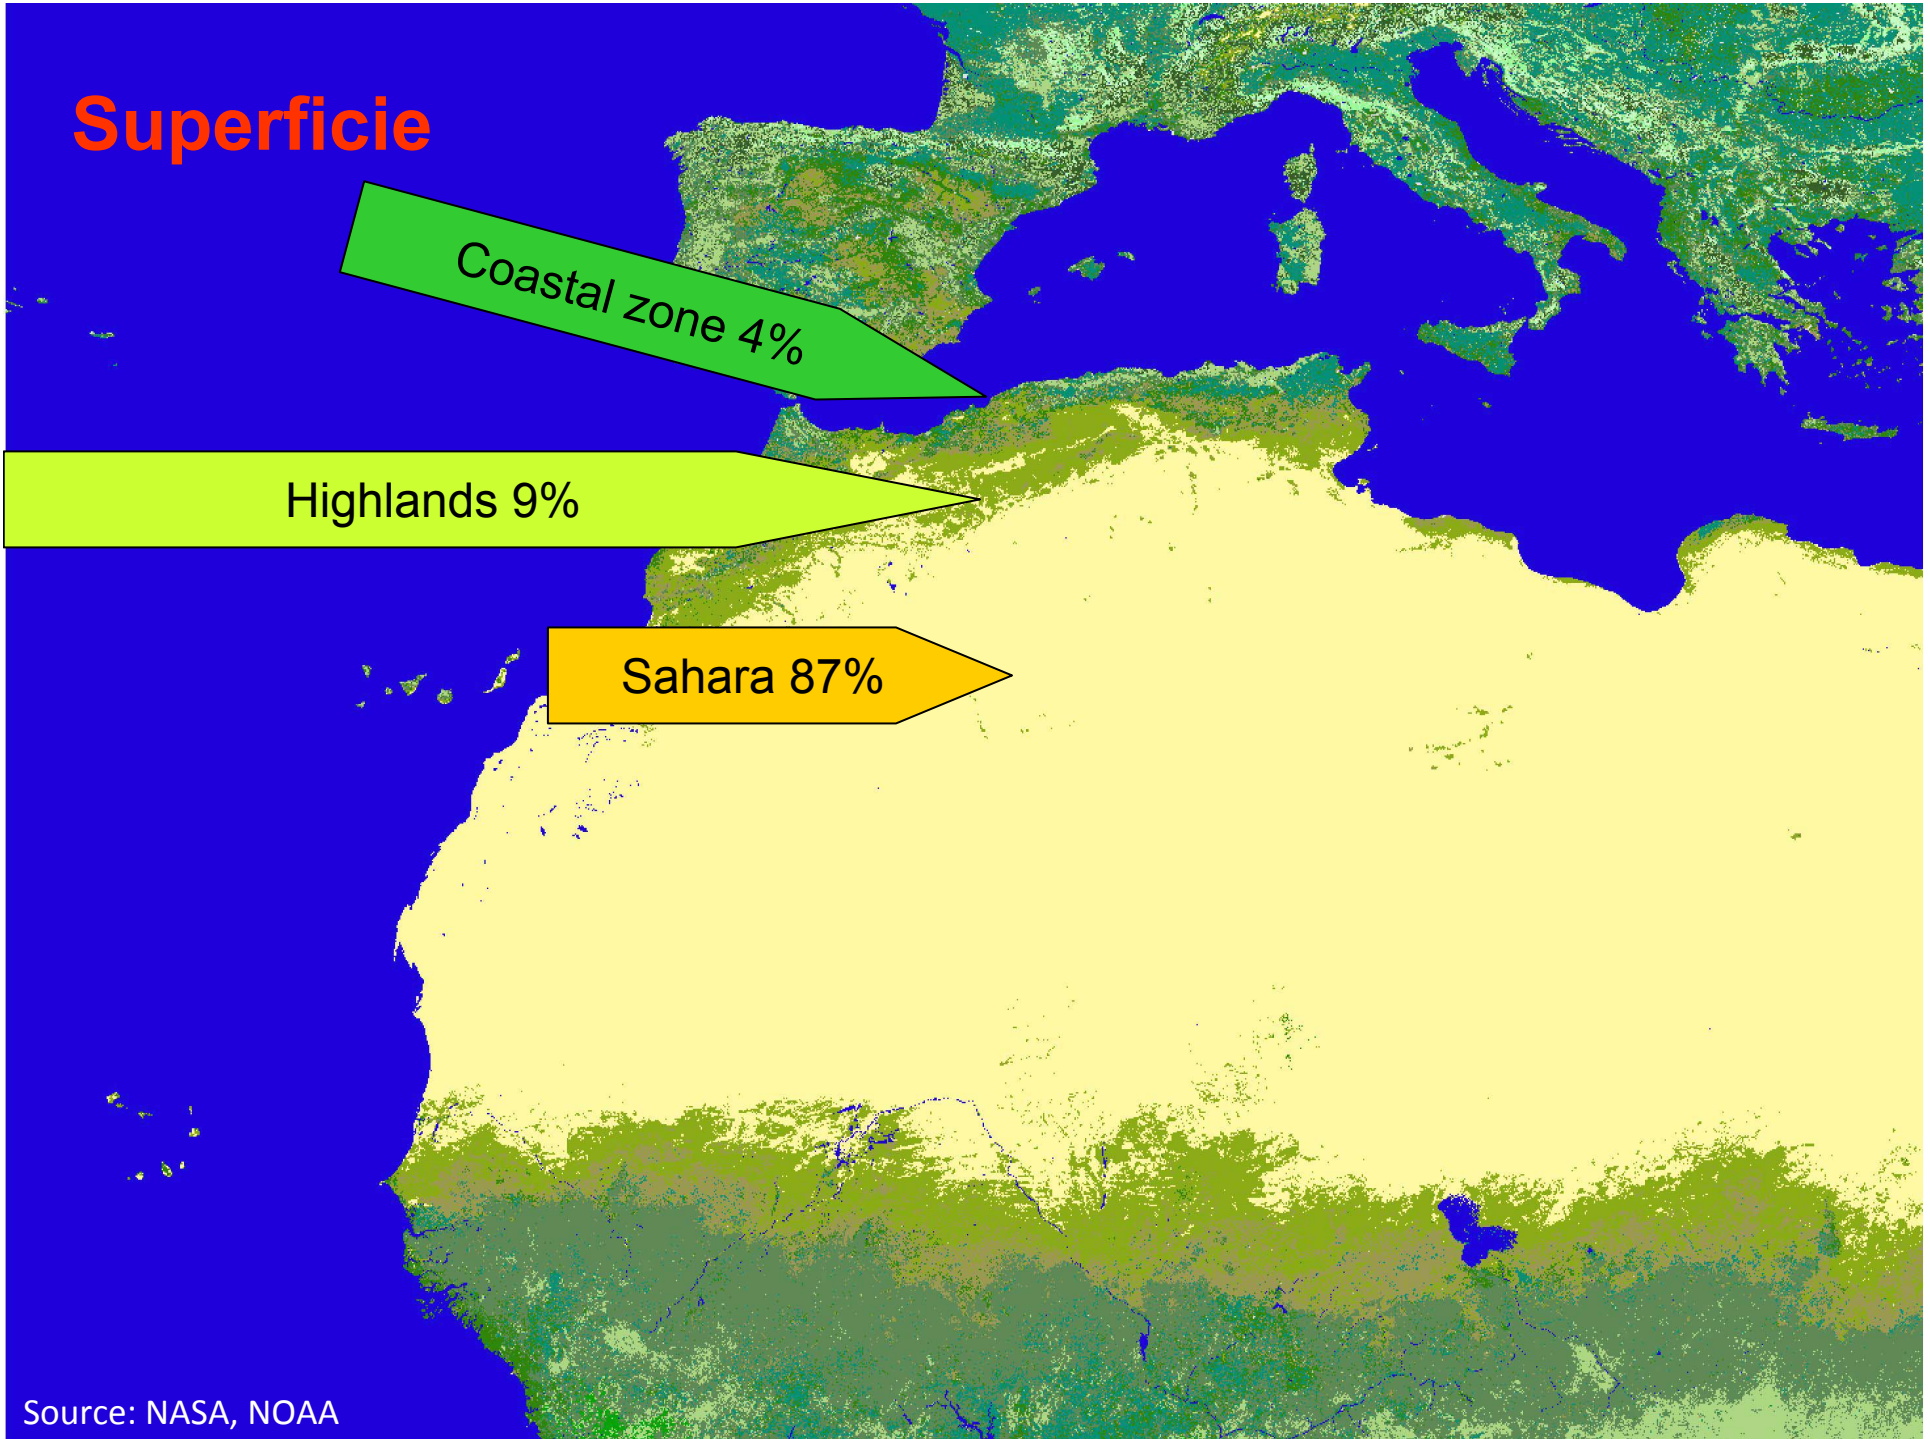 Superficie
Coastal zone 4%
Highlands 9%
Sahara 87%
Source: NASA, NOAA